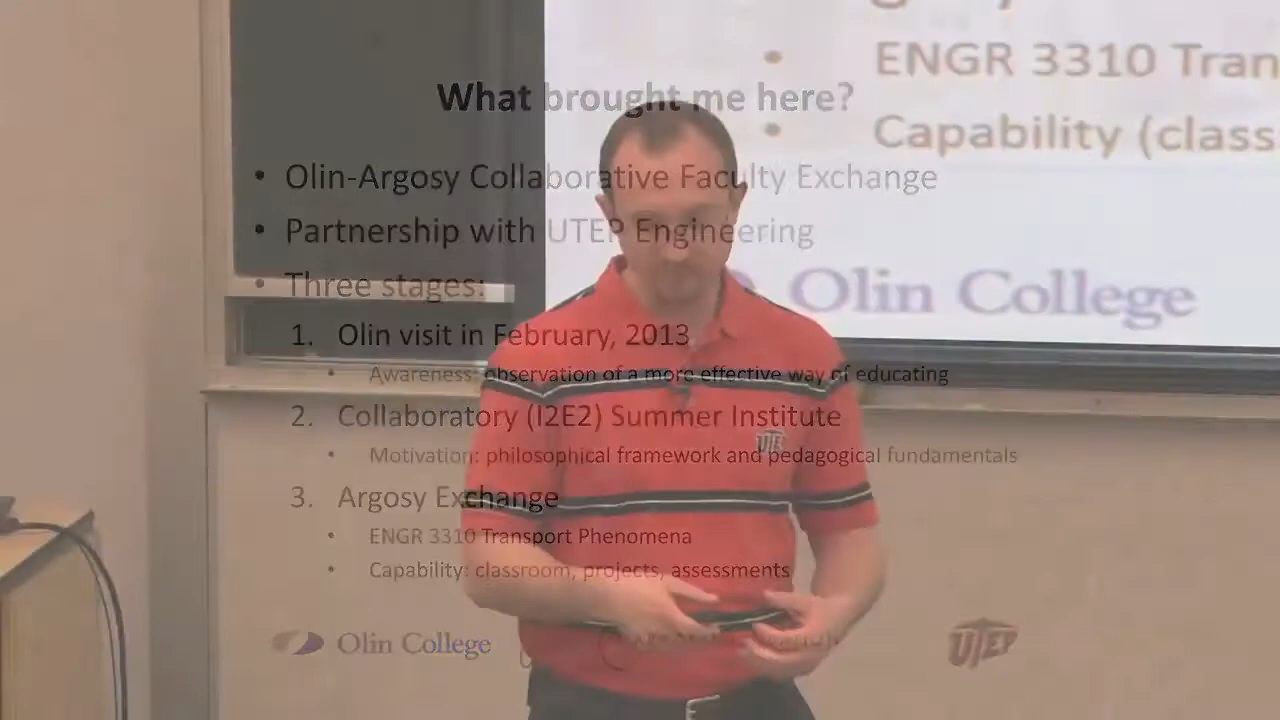 ENGR 3310 Tran
Capability (class
Olin College
What brought me here?
• Olin-Argosy Collaborative Faculty Exchange
• Partnership with UTEP Engineering
• Three stages:
1. Olin visit in February, 2013
• Awareness: observation of a more effective way of educating
2. Collaboratory (I2E2) Summer Institute
• Motivation: philosophical framework and pedagogical fundamentals
3. Argosy Exchange
• ENGR 3310 Transport Phenomena
• Capability: classroom, projects, assessments
UTEP
Olin College
UTEP